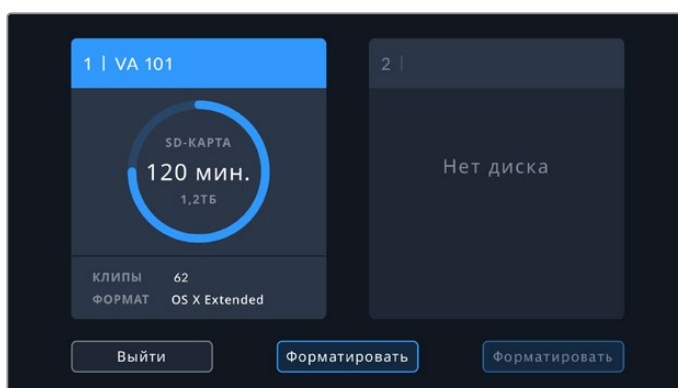 1 | VA 101
SD-КАРТА
120 мин.
1,2ТБ
КЛИПЫ 62
ФОРМАТ OS X Extended
2 |
Нет диска
Выйти
Форматировать
Форматировать